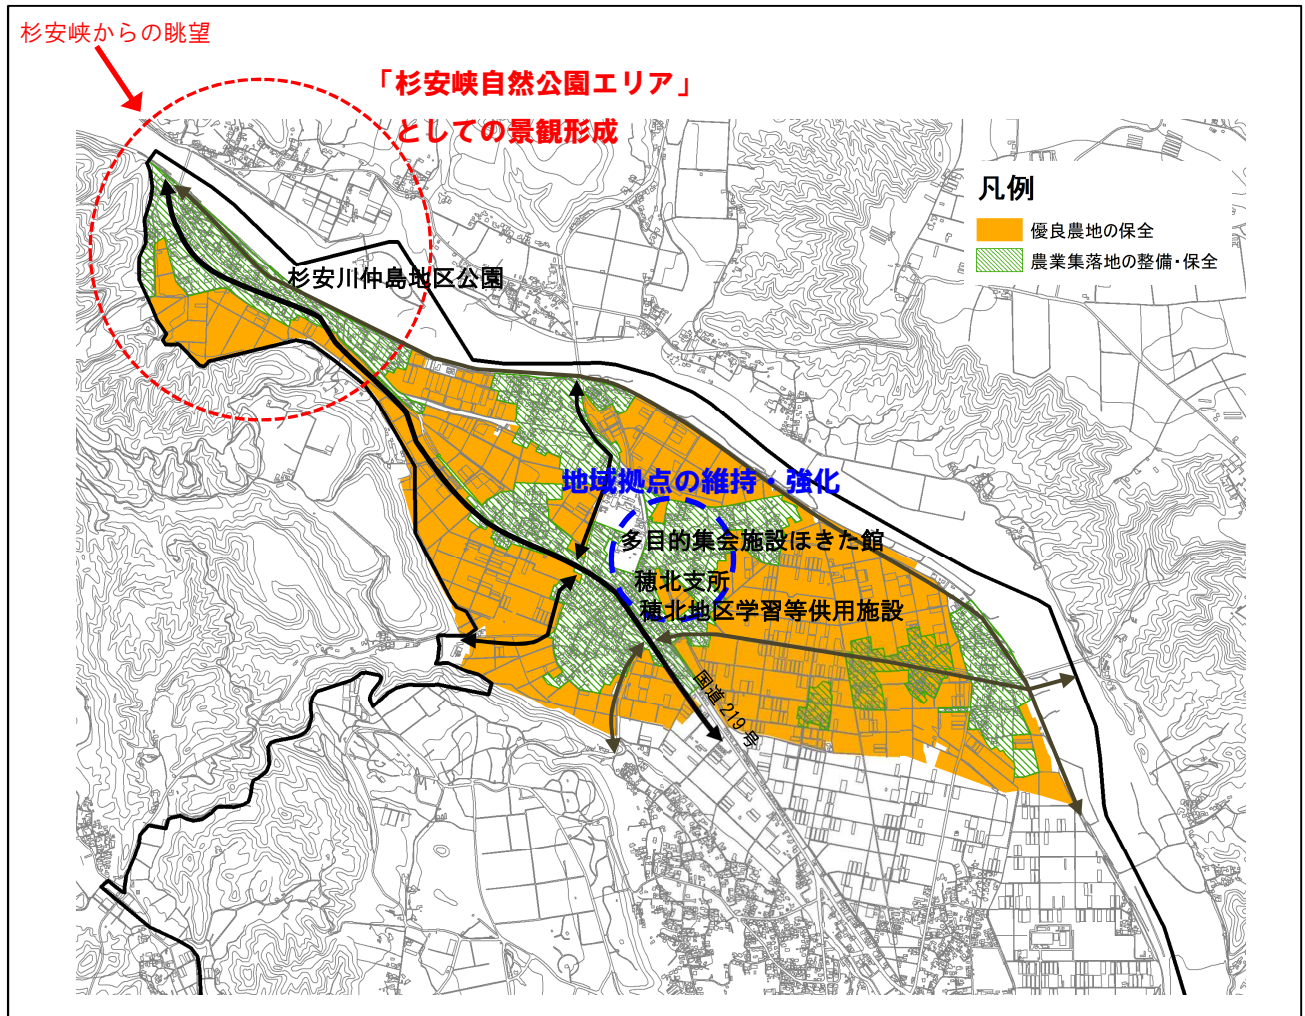 杉安峡からの眺望
「杉安峡自然公園エリア」
としての景観形成
凡例
優良農地の保全
農業集落地の整備・保全
杉安川仲島地区公園
地域拠点の維持・強化
多目的集会施設ほきた館
穂北支所
穂北地区学習等供用施設
国道219号